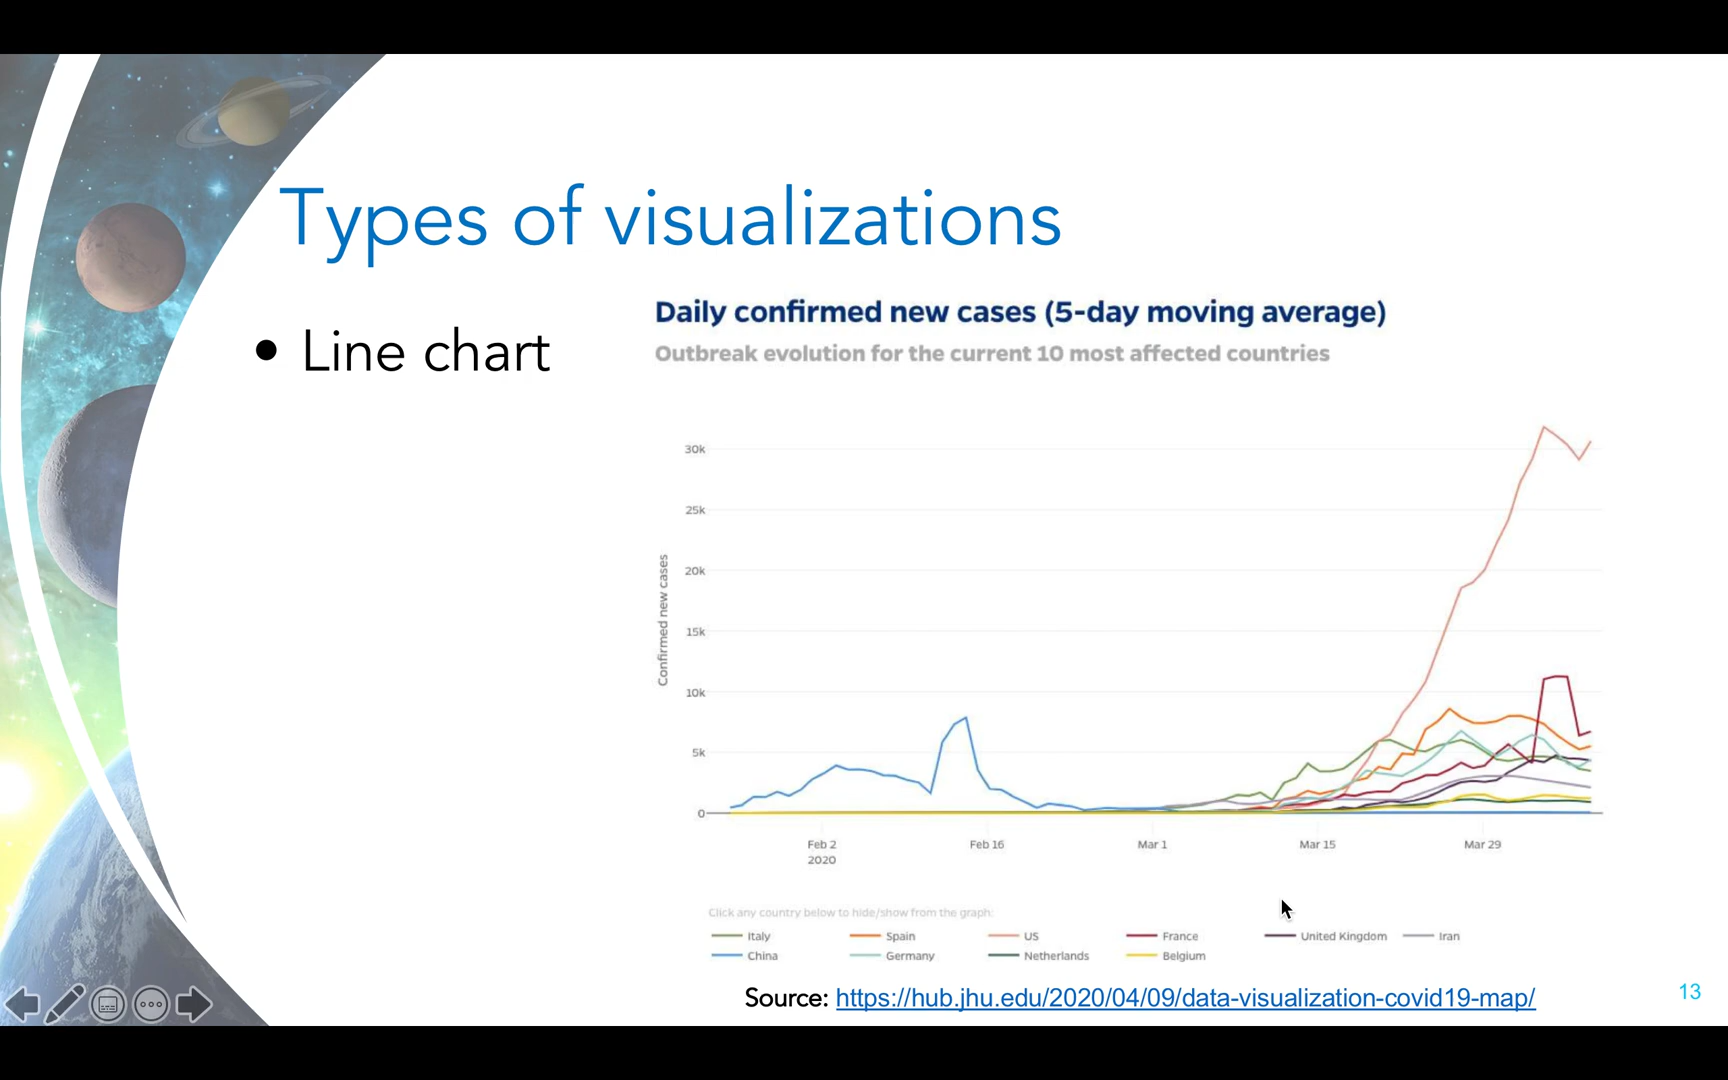 Types of visualizations
• Line chart
Daily confirmed new cases (5-day moving average)
Outbreak evolution for the current 10 most affected countries
Confirmed new cases
30k
25k
20k
15k
10k
5k
0
Feb 2 Feb 16 Mar 1 Mar 15 Mar 29
2020
Click any country below to hide/show from the graph:
Italy Spain US France United Kingdom Iran
China Germany Netherlands Belgium
Source: https://hub.jhu.edu/2020/04/09/data-visualization-covid19-map/
13